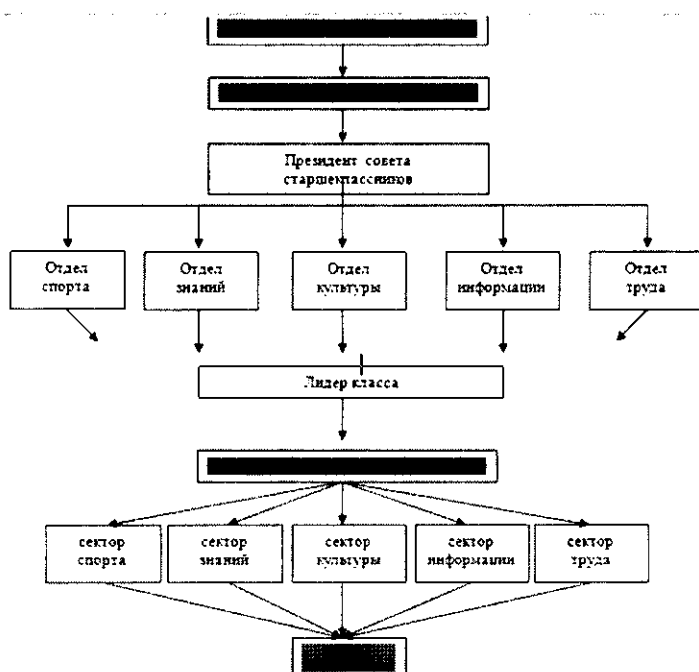 Президент совета
старшеклассников
Отдел
спорта
Отдел
знаний
Отдел
культуры
Отдел
информации
Отдел
труда
Лидер класса
сектор
спорта
сектор
знаний
сектор
культуры
сектор
информации
сектор
труда